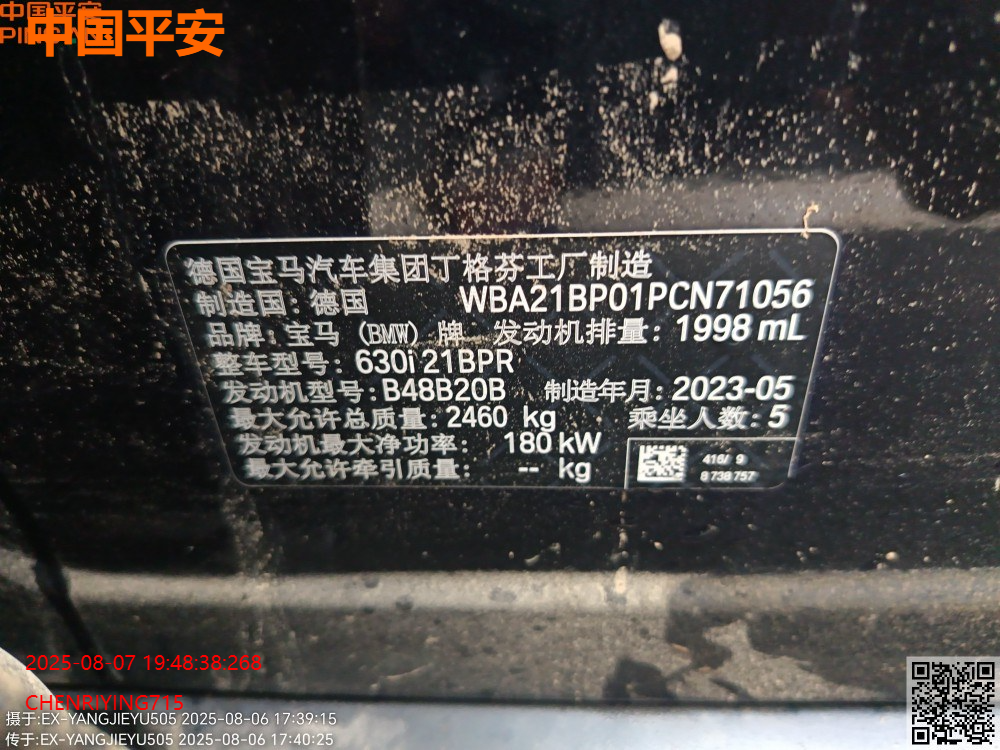 中国平安
中国平安
德国宝马汽车集团丁格芬工厂制造
制造国：德国 WBA21BP01PCN71056
品牌：宝马（BMW）牌 发动机排量：1998 mL
整车型号：630i 21BPR
发动机型号：B48B20B 制造年月：2023-05
最大允许总质量：2460 kg 乘坐人数：5
发动机最大净功率：180 kW
最大允许牵引质量：-- kg
416/ 9
8 738 757
2025-08-07 19:48:38:268
CHENRIYING715
摄于:EX-YANGJIEYU505 2025-08-06 17:39:15
传于:EX-YANGJIEYU505 2025-08-06 17:40:25